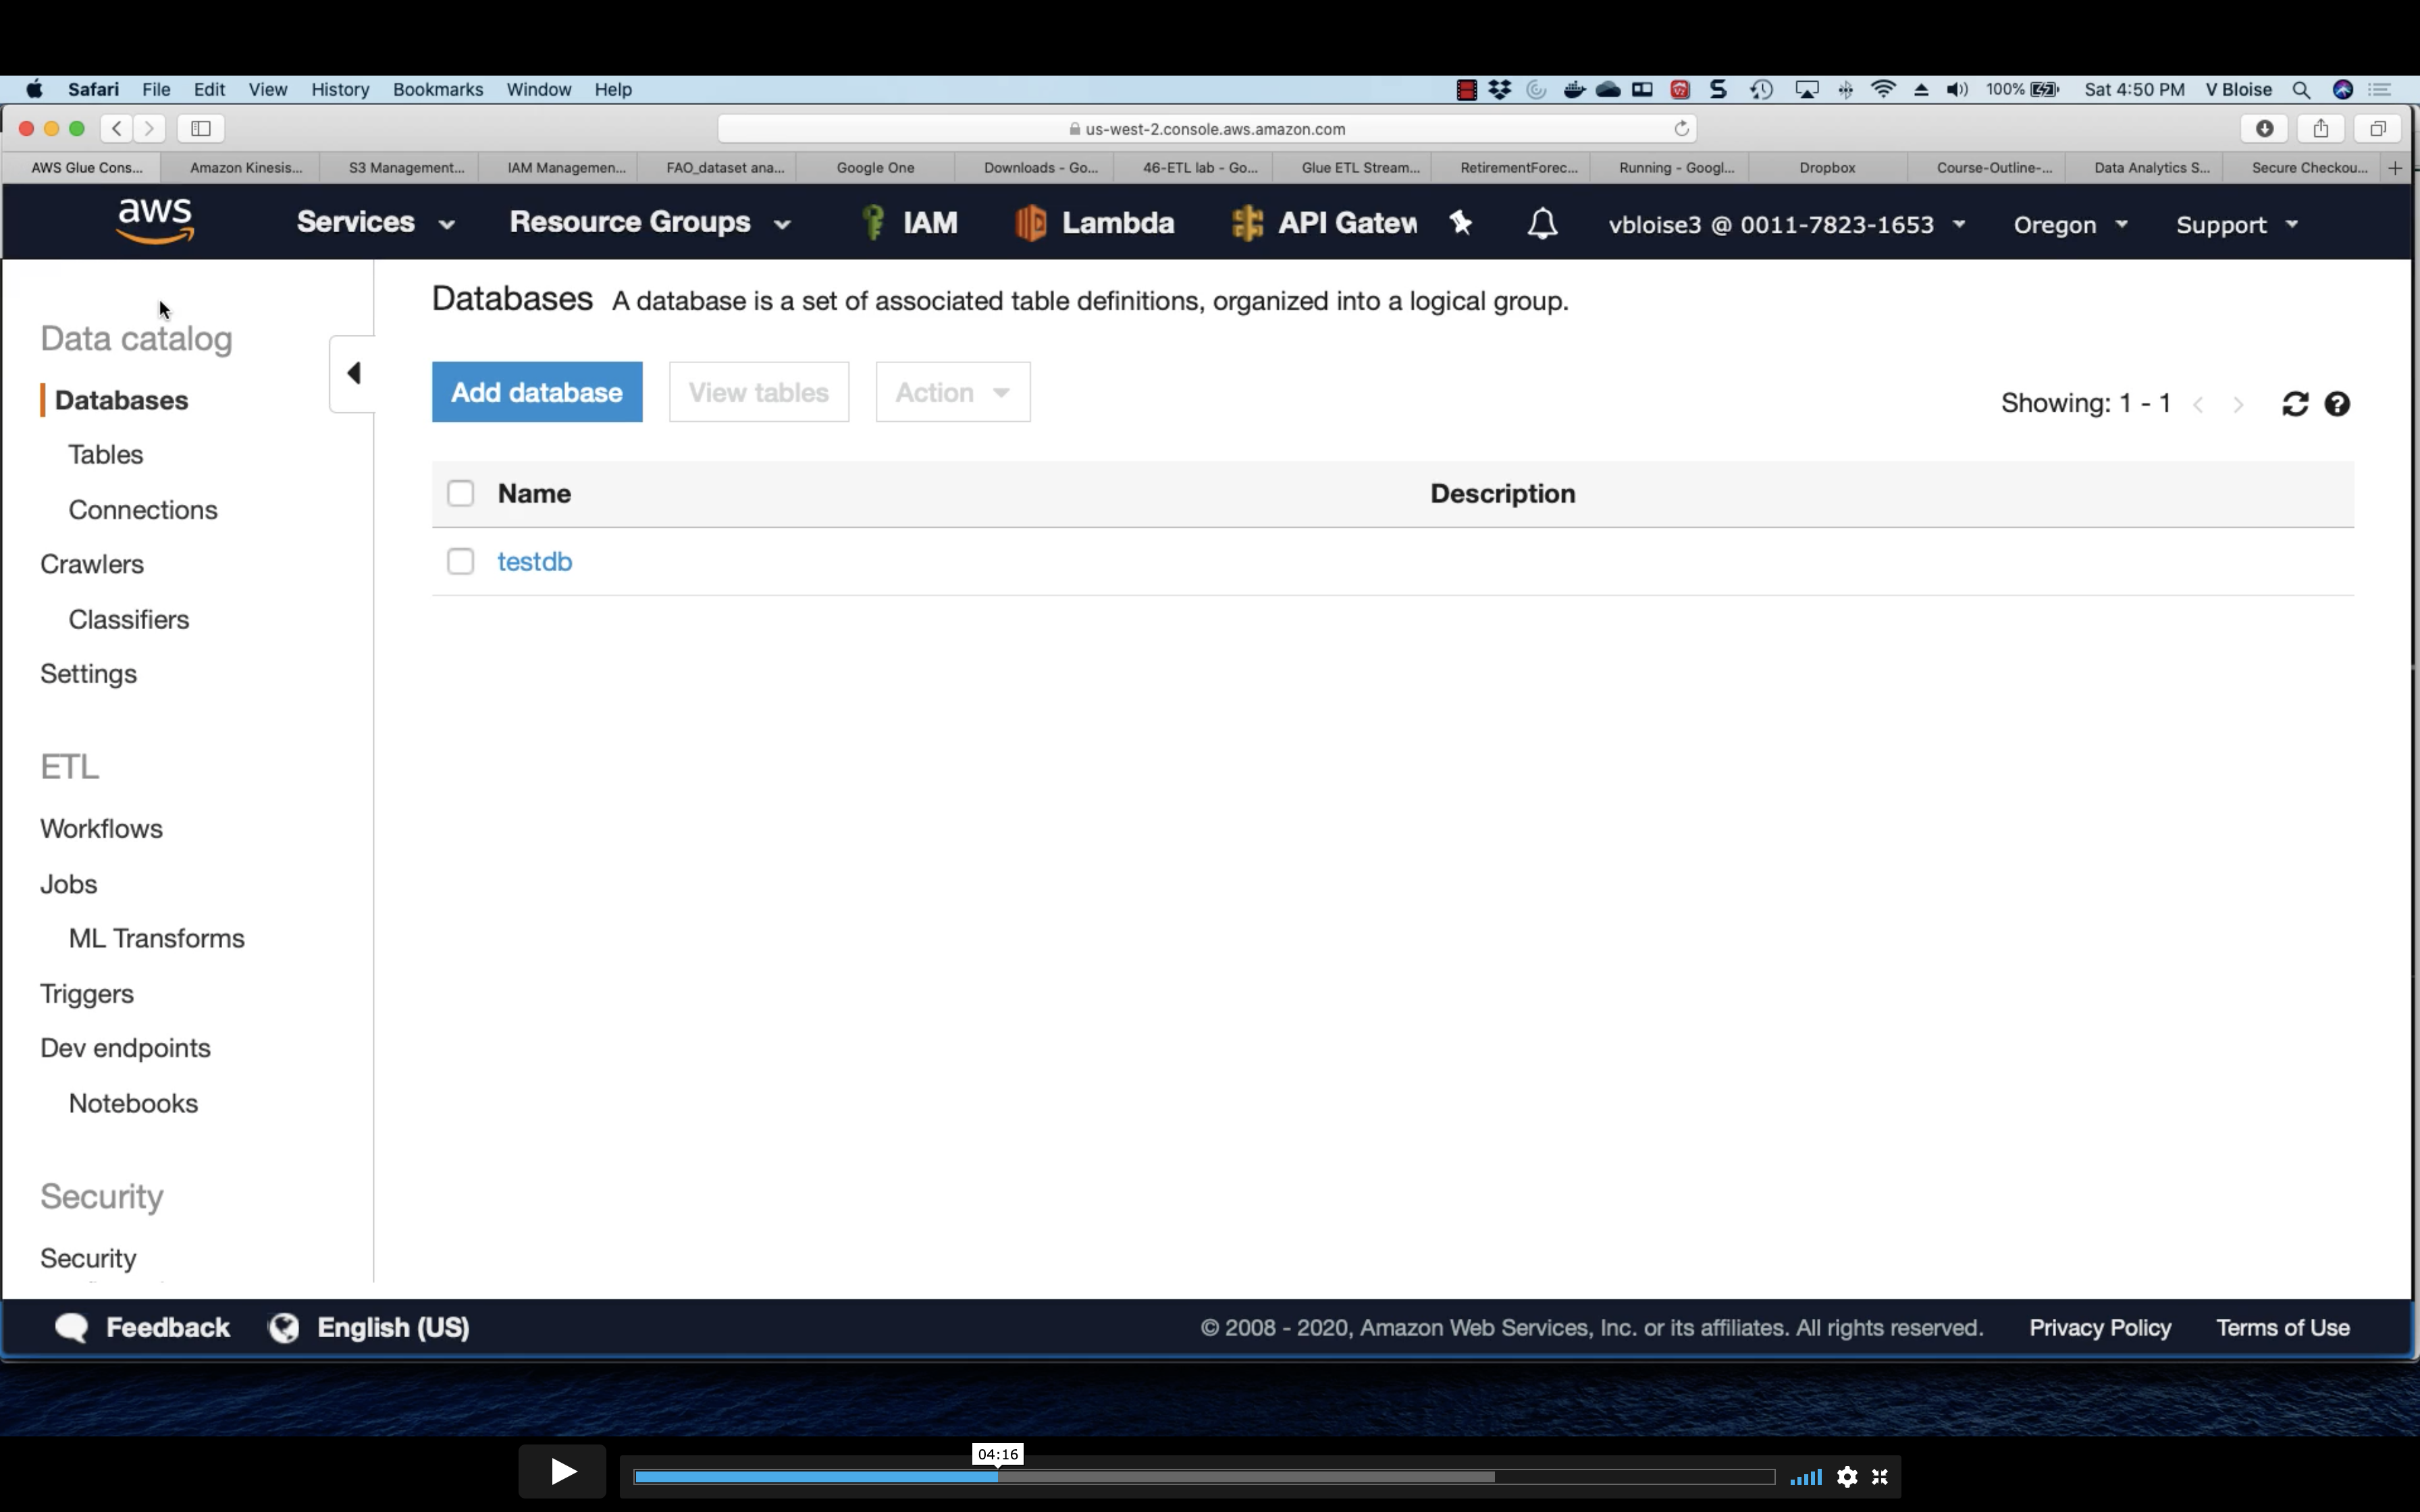 Safari File Edit View History Bookmarks Window Help 100% Sat 4:50 PM V Bloise
us-west-2.console.aws.amazon.com
AWS Glue Cons... Amazon Kinesis... S3 Management... IAM Managemen... FAO_dataset ana... Google One Downloads - Go... 46-ETL lab - Go... Glue ETL Stream... RetirementForec... Running - Googl... Dropbox Course-Outline-... Data Analytics S... Secure Checkou...
aws Services Resource Groups IAM Lambda API Gatew vbloise3 @ 0011-7823-1653 Oregon Support
Databases A database is a set of associated table definitions, organized into a logical group.
Data catalog
Databases
Tables
Connections
Crawlers
Classifiers
Settings
ETL
Workflows
Jobs
ML Transforms
Triggers
Dev endpoints
Notebooks
Security
Security
Add database View tables Action
Showing: 1 - 1
Name Description
testdb
Feedback English (US) © 2008 - 2020, Amazon Web Services, Inc. or its affiliates. All rights reserved. Privacy Policy Terms of Use
04:16